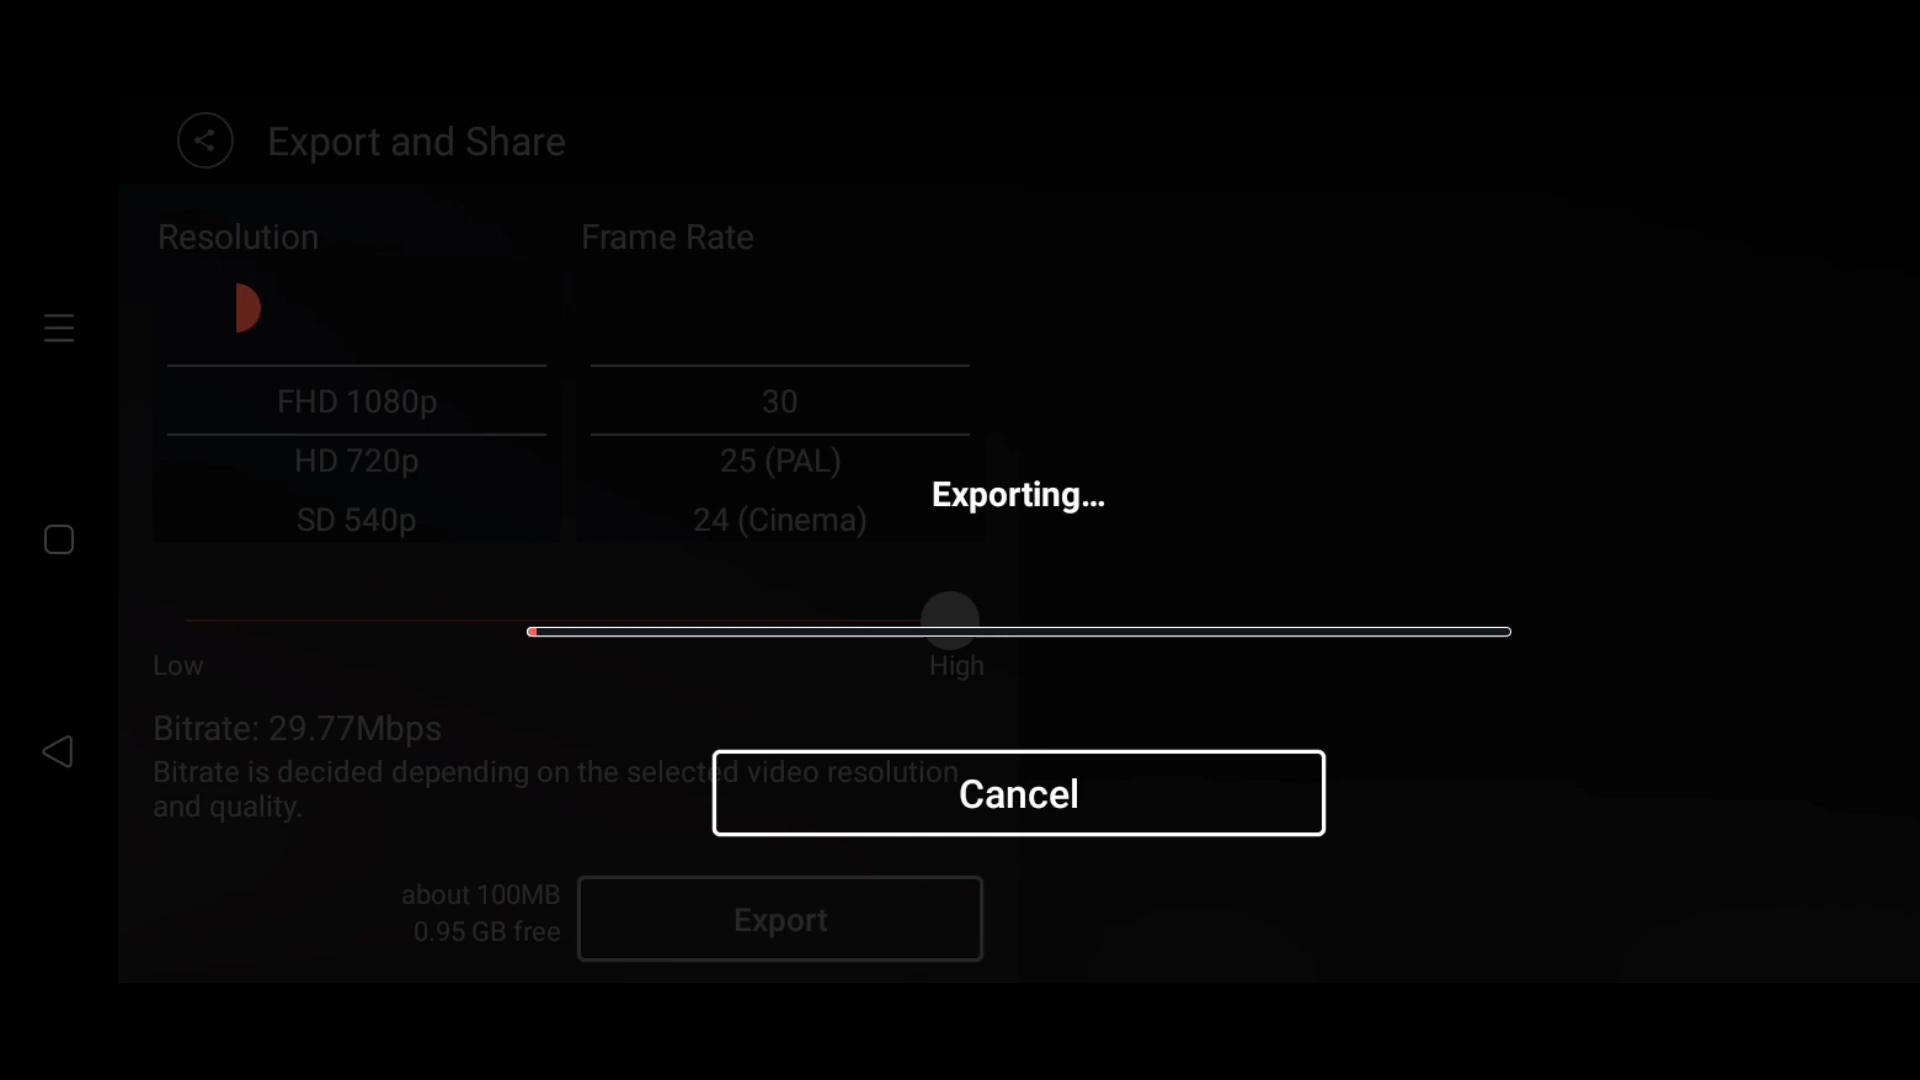 Export and Share
Resolution
Frame Rate
FHD 1080p
30
HD 720p
25 (PAL)
SD 540p
24 (Cinema)
Exporting...
Low
High
Bitrate: 29.77Mbps
Bitrate is decided depending on the selected video resolution
and quality.
Cancel
about 100MB
0.95 GB free
Export